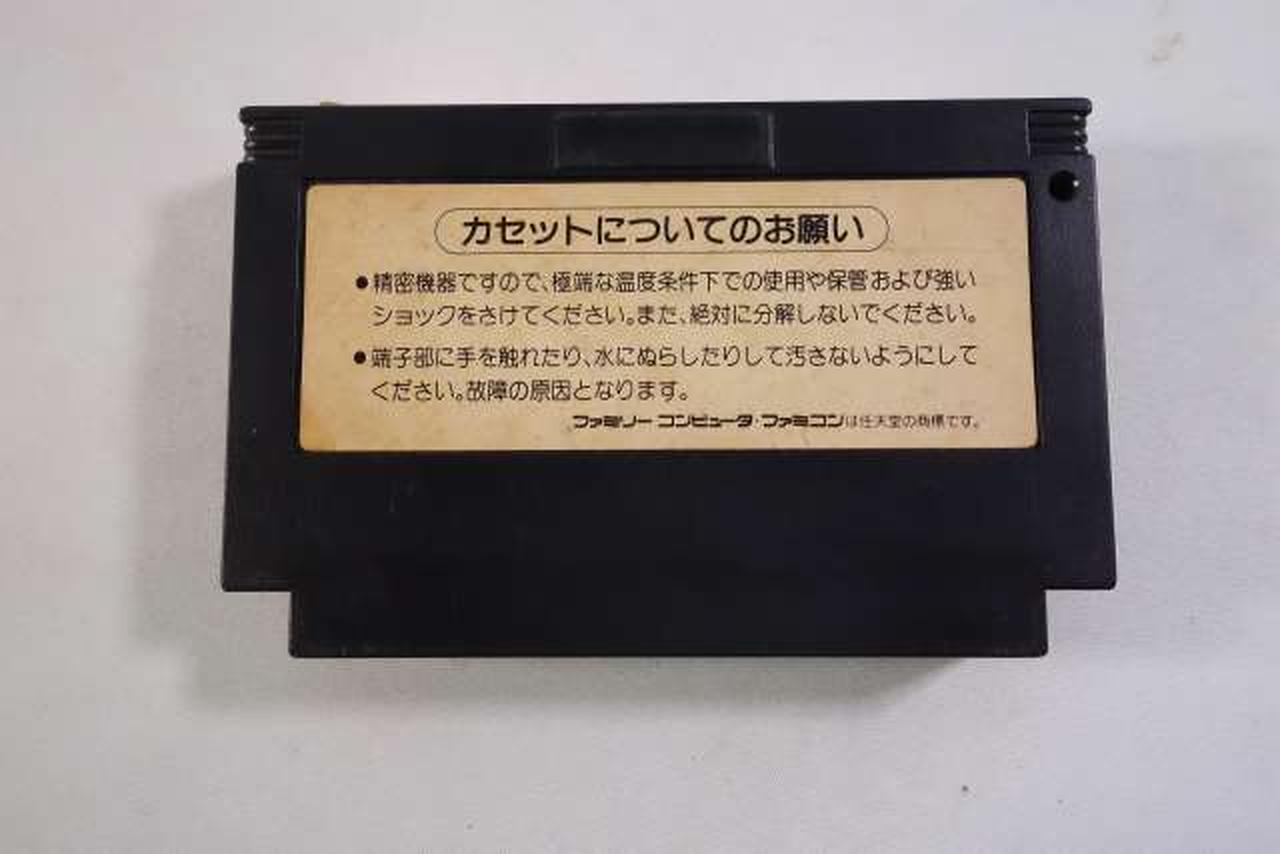 カセットについてのお願い
●精密機器ですので、極端な温度条件下での使用や保管および強い
ショックをさけてください。また、絶対に分解しないでください。
●端子部に手を触れたり、水にぬらしたりして汚さないようにして
ください。故障の原因となります。
ファミリーコンピュータ・ファミコンは任天堂の商標です。